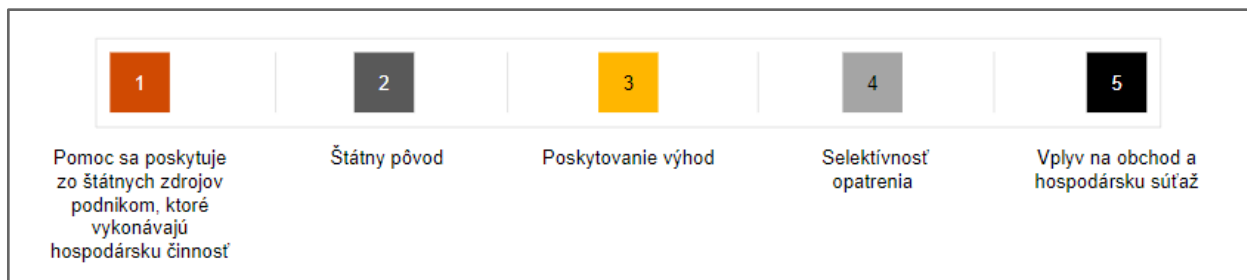 1
2
3
4
5
Pomoc sa poskytuje
zo štátnych zdrojov
podnikom, ktoré
vykonávajú
hospodársku činnosť
Štátny pôvod
Poskytovanie výhod
Selektívnosť
opatrenia
Vplyv na obchod a
hospodársku súťaž